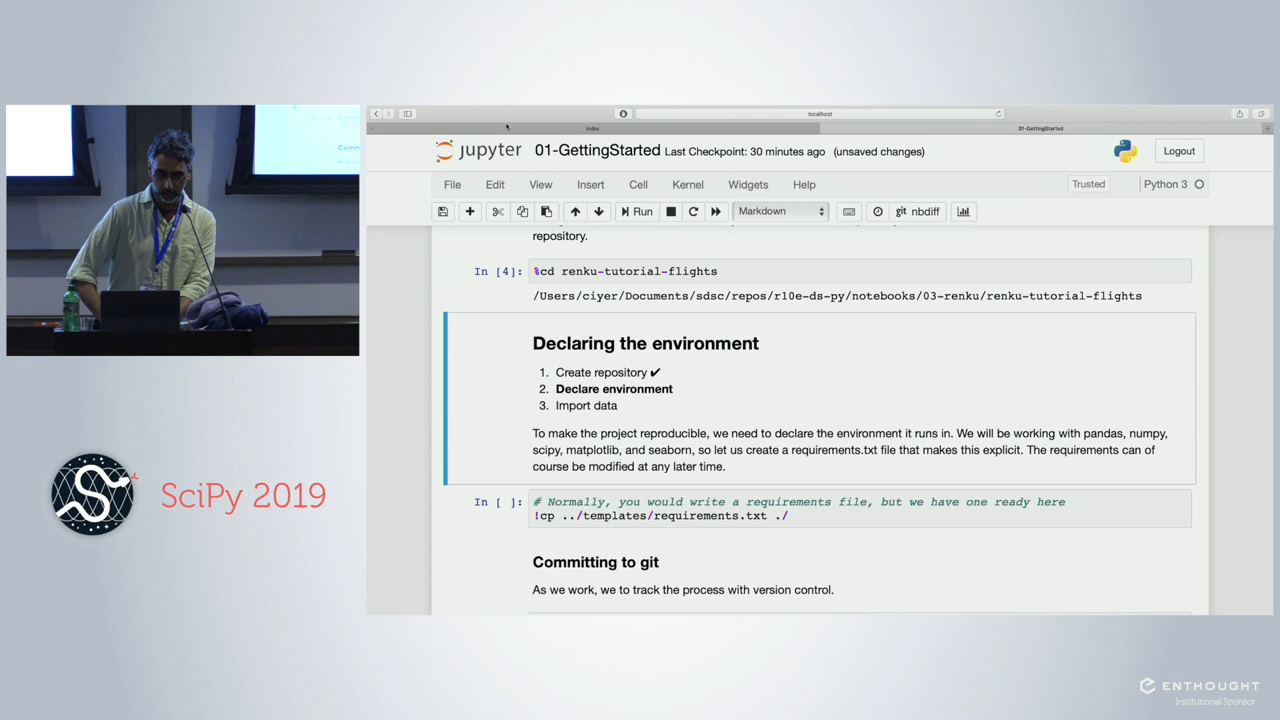 localhost
Index
01-GettingStarted
jupyter 01-GettingStarted Last Checkpoint: 30 minutes ago (unsaved changes)
Logout
File Edit View Insert Cell Kernel Widgets Help
Trusted Python 3
Run Markdown git nbdiff
repository.
In [4]: %cd renku-tutorial-flights
/Users/ciyer/Documents/sdsc/repos/r10e-ds-py/notebooks/03-renku/renku-tutorial-flights
Declaring the environment
1. Create repository ✔
2. Declare environment
3. Import data
To make the project reproducible, we need to declare the environment it runs in. We will be working with pandas, numpy,
scipy, matplotlib, and seaborn, so let us create a requirements.txt file that makes this explicit. The requirements can of
course be modified at any later time.
In [ ]: # Normally, you would write a requirements file, but we have one ready here
!cp ../templates/requirements.txt ./
Committing to git
As we work, we to track the process with version control.
SciPy 2019
ENTHOUGHT
Institutional Sponsor